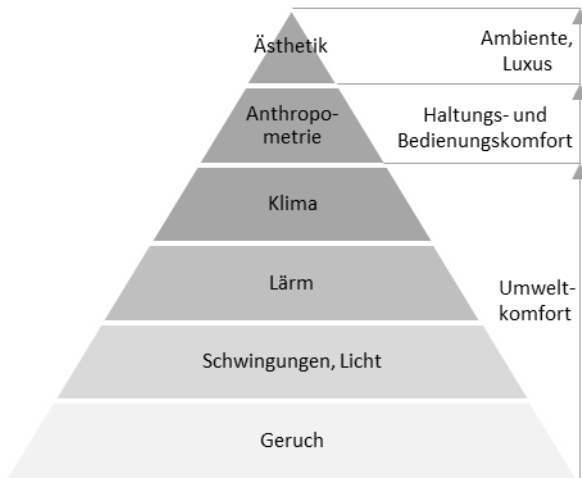 Ästhetik
Ambiente,
Luxus
Anthropo-
metrie
Haltungs- und
Bedienungskomfort
Klima
Lärm
Umwelt-
komfort
Schwingungen, Licht
Geruch